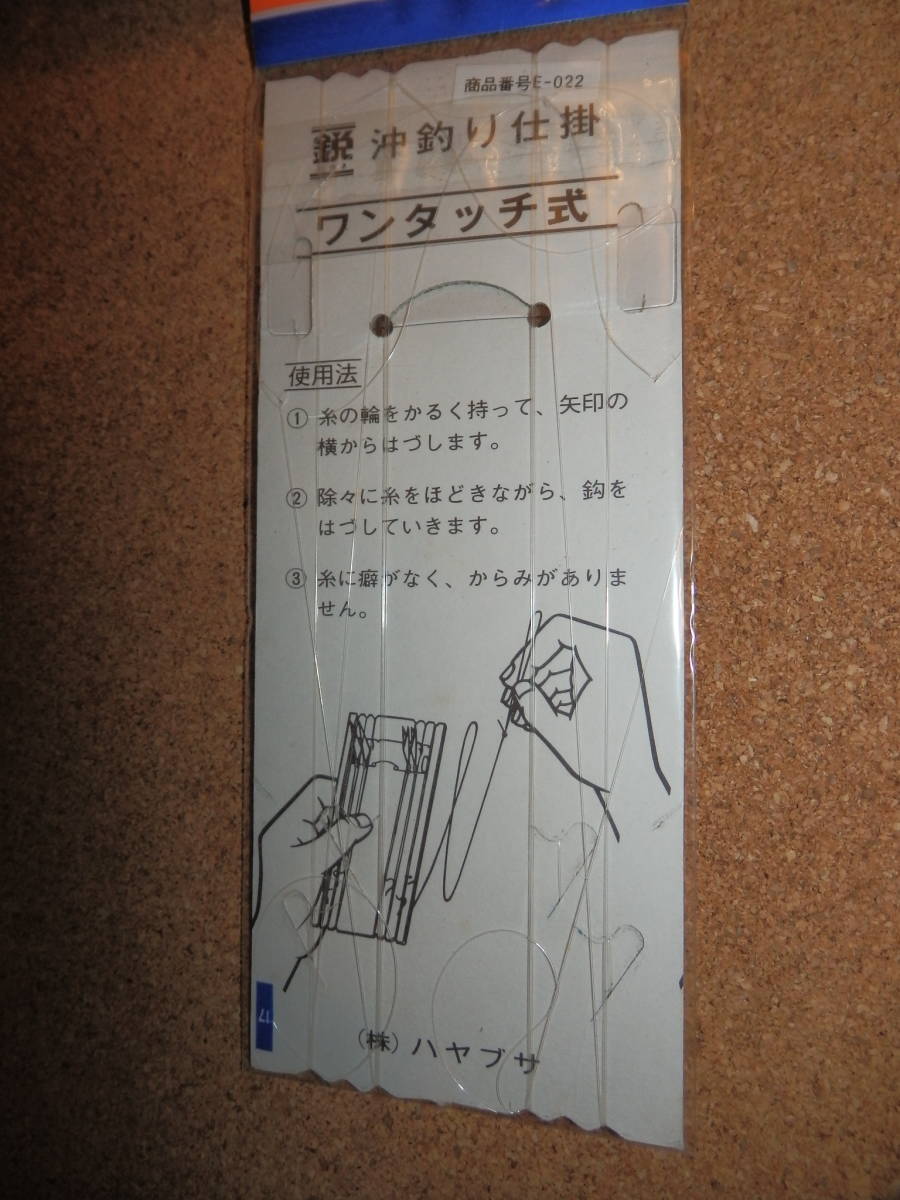 商品番号E-022
鋭 沖釣り仕掛
ワンタッチ式
使用法
① 糸の輪をかるく持って、矢印の
横からはづします。
② 除々に糸をほどきながら、鈎を
はづしていきます。
③ 糸に癖がなく、からみがありま
せん。
(株) ハヤブサ